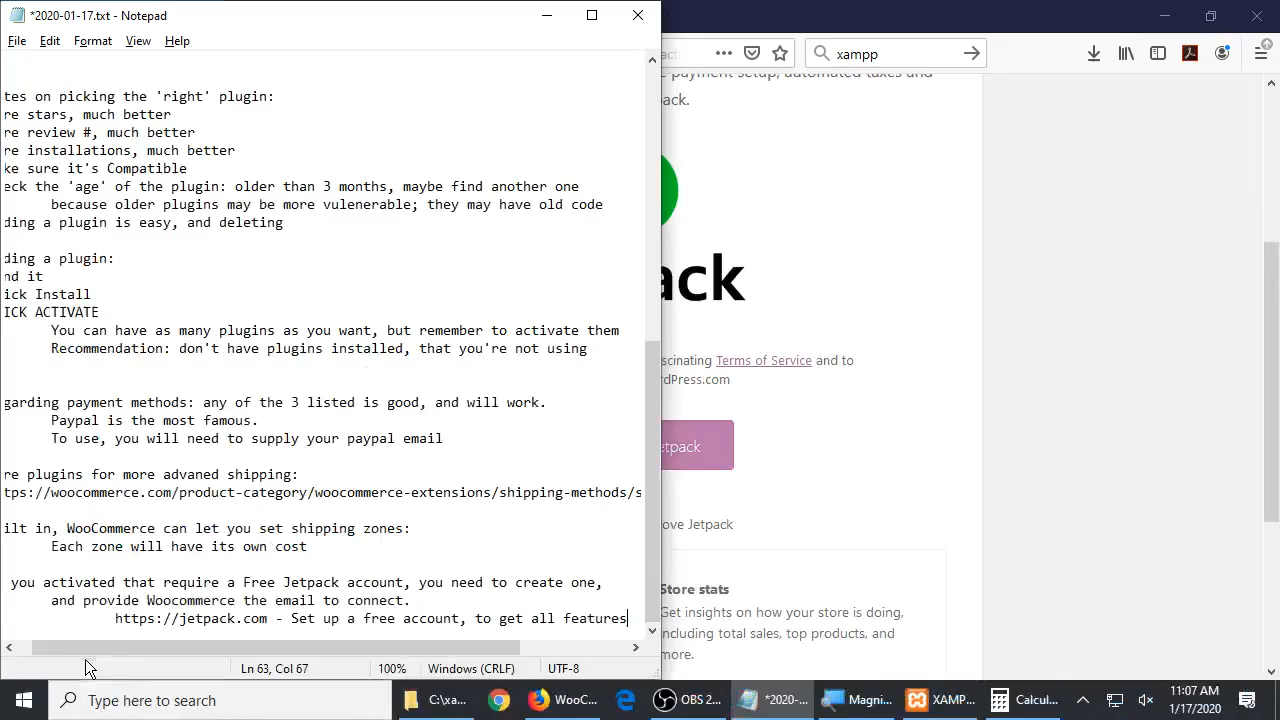 *2020-01-17.txt - Notepad
File Edit Format View Help
tes on picking the 'right' plugin:
re stars, much better
re review #, much better
re installations, much better
ke sure it's Compatible
eck the 'age' of the plugin: older than 3 months, maybe find another one
because older plugins may be more vulenerable; they may have old code
ding a plugin is easy, and deleting
ding a plugin:
nd it
ick Install
ICK ACTIVATE
You can have as many plugins as you want, but remember to activate them
Recommendation: don't have plugins installed, that you're not using
garding payment methods: any of the 3 listed is good, and will work.
Paypal is the most famous.
To use, you will need to supply your paypal email
re plugins for more advaned shipping:
tps://woocommerce.com/product-category/woocommerce-extensions/shipping-methods/s
ilt in, WooCommerce can let you set shipping zones:
Each zone will have its own cost
you activated that require a Free Jetpack account, you need to create one,
and provide Woocommerce the email to connect.
https://jetpack.com - Set up a free account, to get all features
Ln 63, Col 67 100% Windows (CRLF) UTF-8
xampp
e payment setup, automated taxes and
ack.
ack
scinating Terms of Service and to
rdPress.com
etpack
ove Jetpack
Store stats
Get insights on how your store is doing,
including total sales, top products, and
more.
Type here to search
C:\xa...
WooC...
OBS 2...
*2020-...
Magni...
XAMP...
Calcul...
11:07 AM
1/17/2020